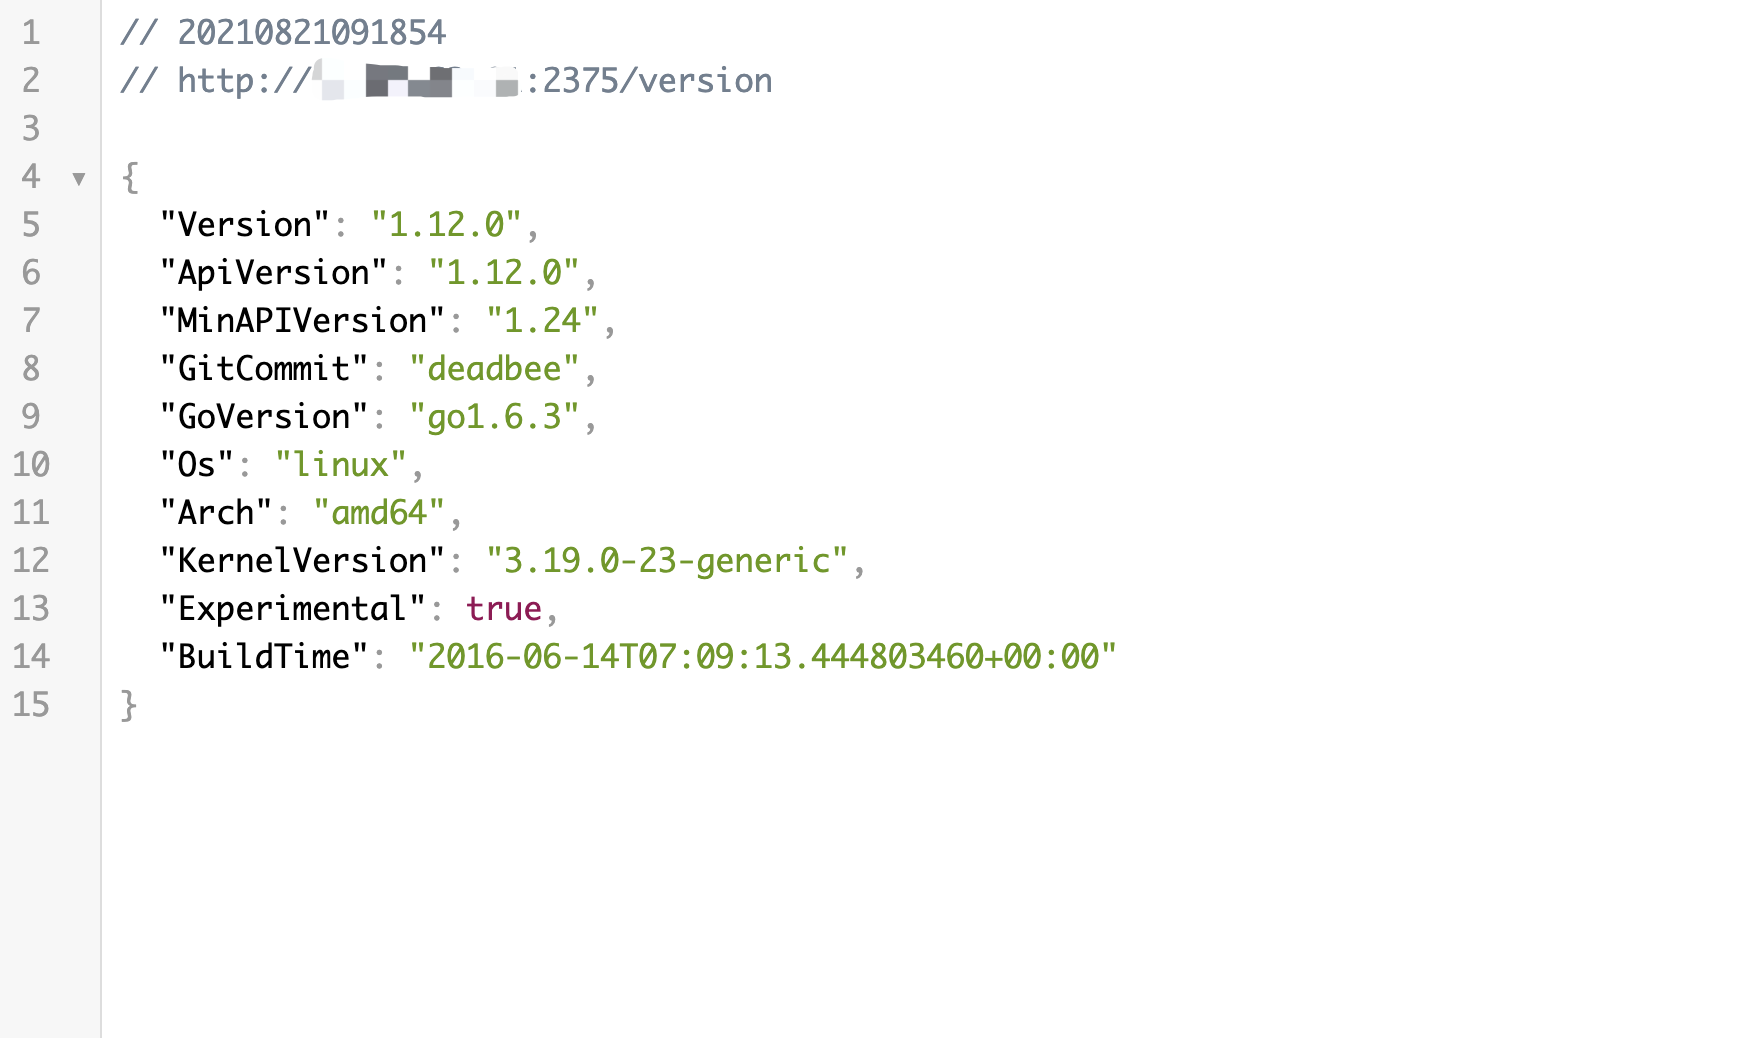 1 // 20210821091854
2 // http:// :2375/version
3
4 ▼ {
5 "Version": "1.12.0",
6 "ApiVersion": "1.12.0",
7 "MinAPIVersion": "1.24",
8 "GitCommit": "deadbee",
9 "GoVersion": "go1.6.3",
10 "Os": "linux",
11 "Arch": "amd64",
12 "KernelVersion": "3.19.0-23-generic",
13 "Experimental": true,
14 "BuildTime": "2016-06-14T07:09:13.444803460+00:00"
15 }